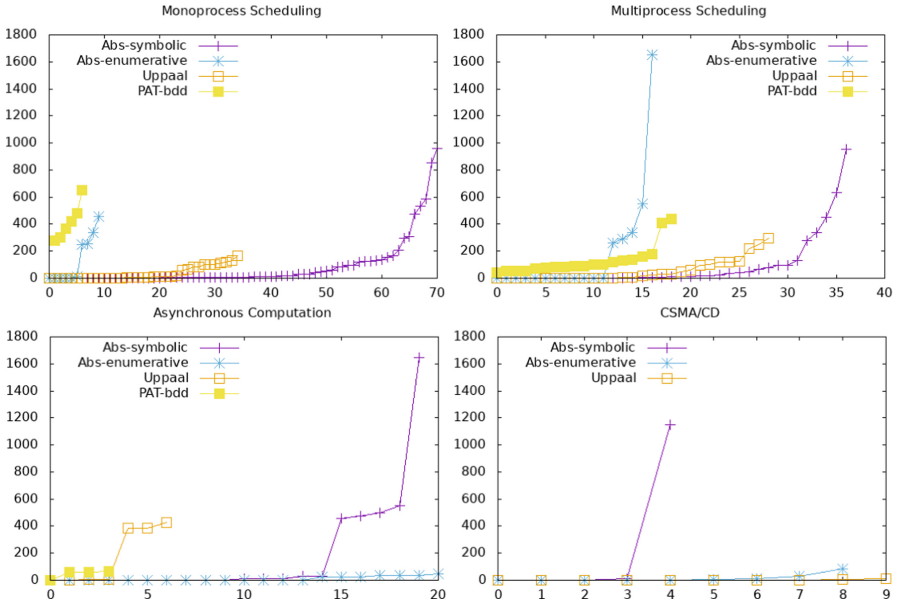 Monoprocess Scheduling
1800
1600
1400
1200
1000
800
600
400
200
0
Abs-symbolic
Abs-enumerative
Uppaal
PAT-bdd
0 10 20 30 40 50 60 70
Multiprocess Scheduling
1800
1600
1400
1200
1000
800
600
400
200
0
Abs-symbolic
Abs-enumerative
Uppaal
PAT-bdd
0 5 10 15 20 25 30 35 40
Asynchronous Computation
1800
1600
1400
1200
1000
800
600
400
200
0
Abs-symbolic
Abs-enumerative
Uppaal
PAT-bdd
0 5 10 15 20
CSMA/CD
1800
1600
1400
1200
1000
800
600
400
200
0
Abs-symbolic
Abs-enumerative
Uppaal
0 1 2 3 4 5 6 7 8 9